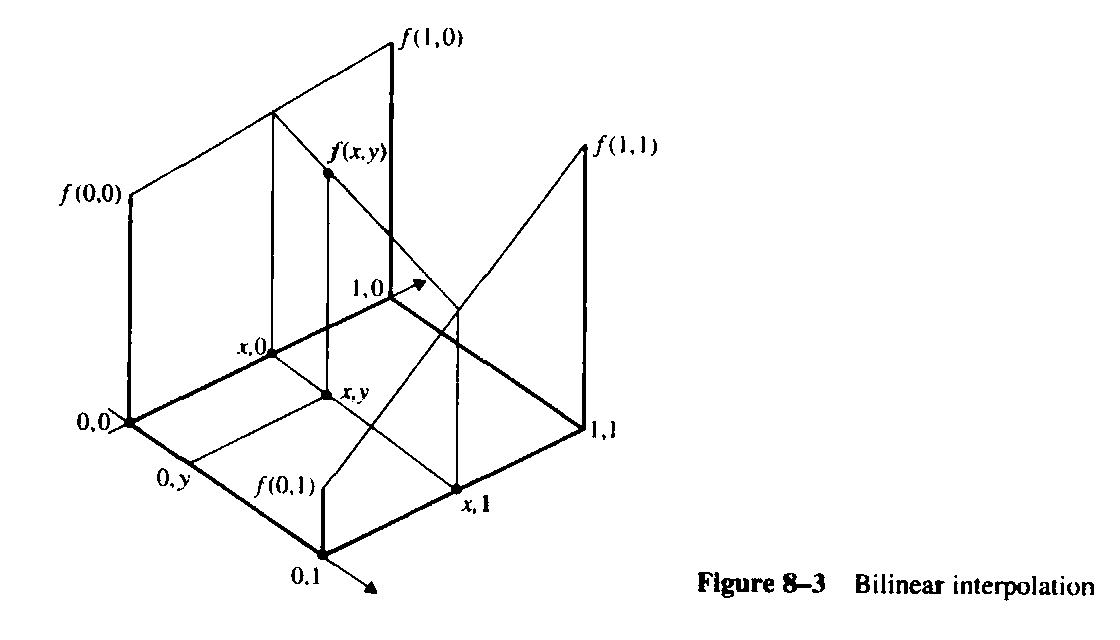 f(1,0)
f(x,y)
f(1,1)
f(0,0)
1,0
x,0
x,y
0,0
1,1
0,y
f(0,1)
x,1
0,1
Figure 8–3 Bilinear interpolation